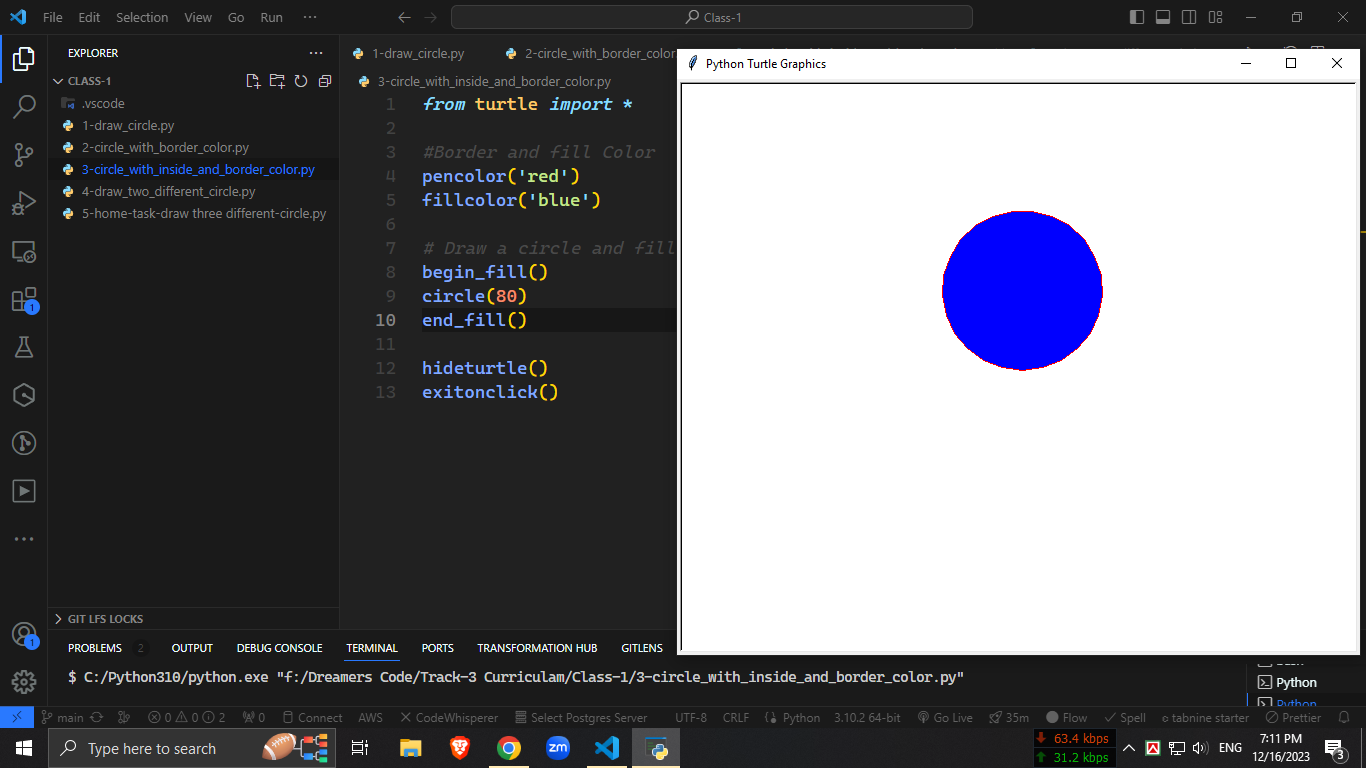 File Edit Selection View Go Run ···
Class-1
EXPLORER
CLASS-1
.vscode
1-draw_circle.py
2-circle_with_border_color.py
3-circle_with_inside_and_border_color.py
4-draw_two_different_circle.py
5-home-task-draw three different-circle.py
GIT LFS LOCKS
1-draw_circle.py 2-circle_with_border_color
3-circle_with_inside_and_border_color.py
1 from turtle import *
2
3 #Border and fill Color
4 pencolor('red')
5 fillcolor('blue')
6
7 # Draw a circle and fill
8 begin_fill()
9 circle(80)
10 end_fill()
11
12 hideturtle()
13 exitonclick()
Python Turtle Graphics
PROBLEMS 2 OUTPUT DEBUG CONSOLE TERMINAL PORTS TRANSFORMATION HUB GITLENS
$ C:/Python310/python.exe "f:/Dreamers Code/Track-3 Curriculam/Class-1/3-circle_with_inside_and_border_color.py"
Python
Python
1
1
main 0 0 2 0 Connect AWS CodeWhisperer Select Postgres Server UTF-8 CRLF Python 3.10.2 64-bit Go Live 35m Flow Spell tabnine starter Prettier
Type here to search
zm
63.4 kbps
31.2 kbps
ENG
7:11 PM
12/16/2023
3